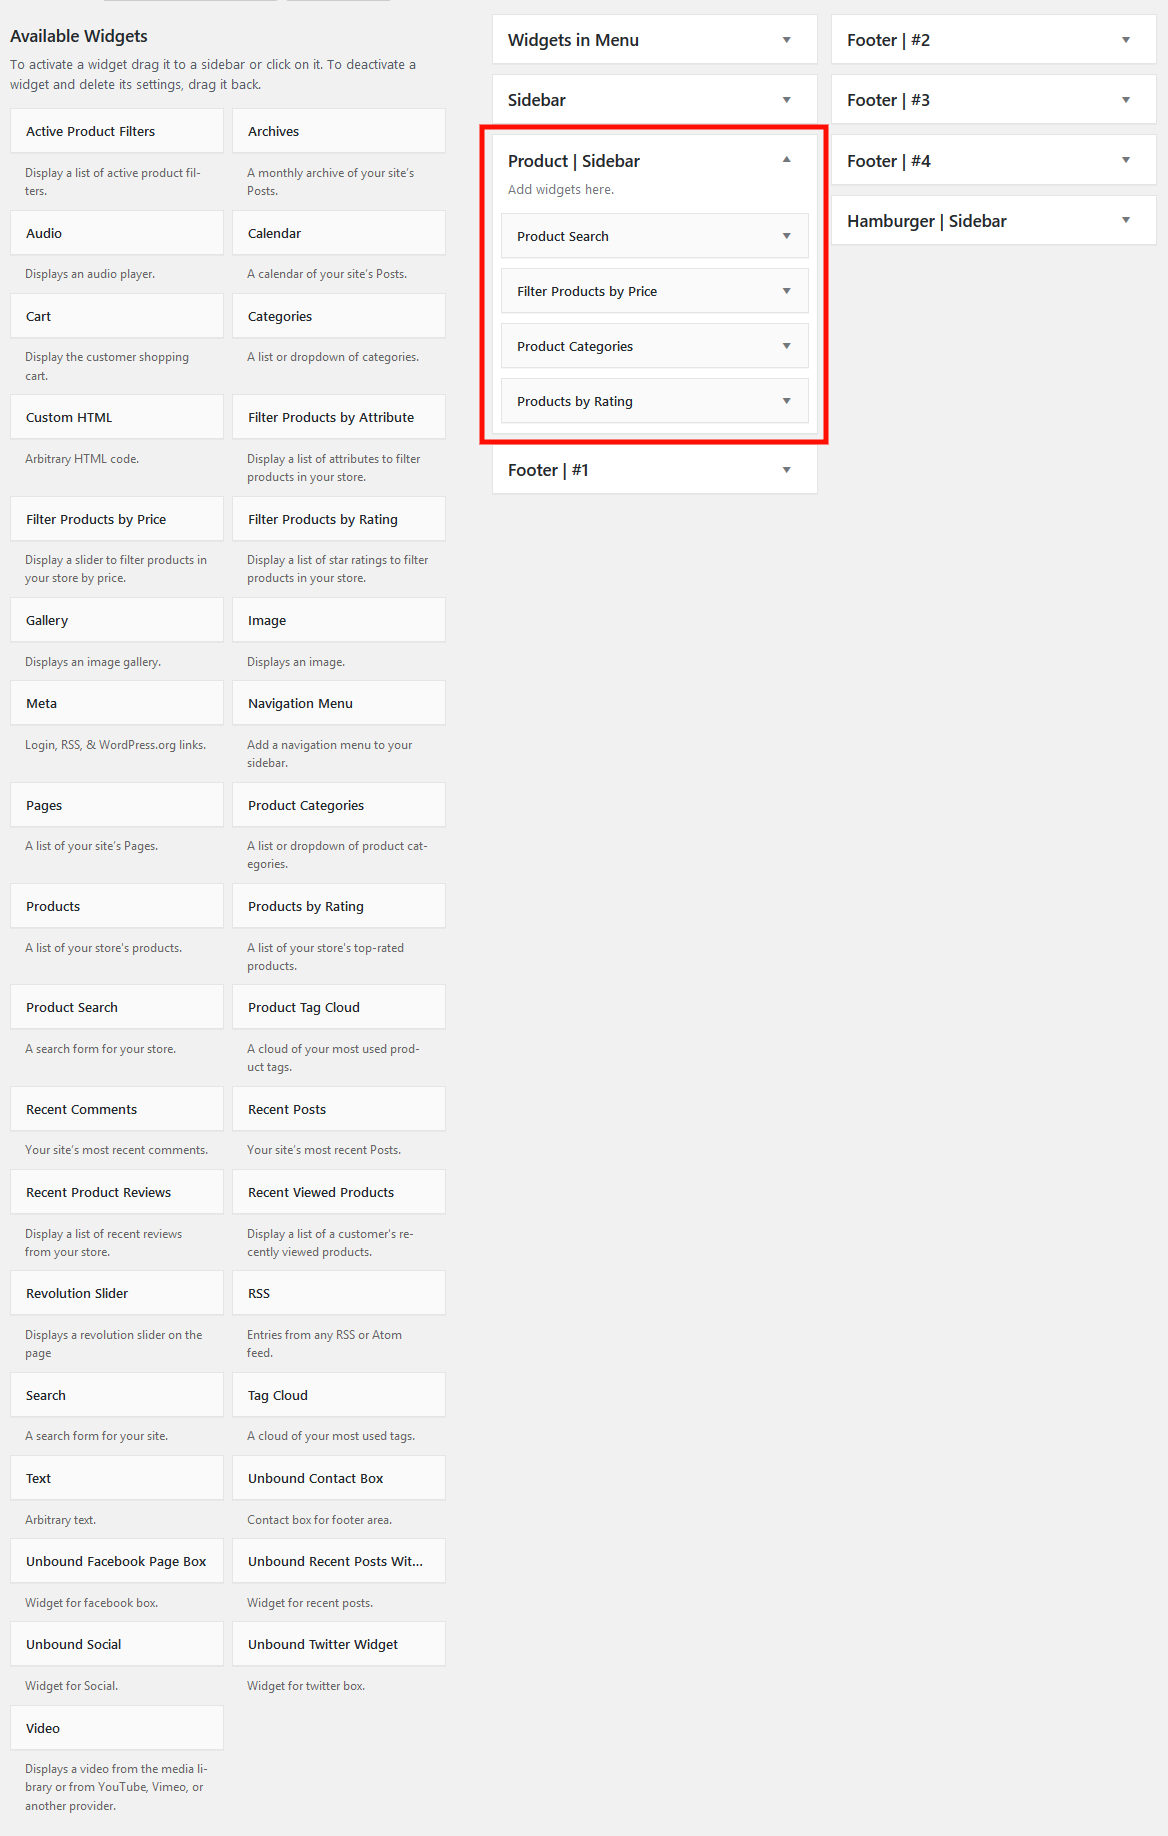 Available Widgets
To activate a widget drag it to a sidebar or click on it. To deactivate a
widget and delete its settings, drag it back.
Active Product Filters
Display a list of active product fil-
ters.
Archives
A monthly archive of your site's
Posts.
Audio
Displays an audio player.
Calendar
A calendar of your site's Posts.
Cart
Display the customer shopping
cart.
Categories
A list or dropdown of categories.
Custom HTML
Arbitrary HTML code.
Filter Products by Attribute
Display a list of attributes to filter
products in your store.
Filter Products by Price
Display a slider to filter products in
your store by price.
Filter Products by Rating
Display a list of star ratings to filter
products in your store.
Gallery
Displays an image gallery.
Image
Displays an image.
Meta
Login, RSS, & WordPress.org links.
Navigation Menu
Add a navigation menu to your
sidebar.
Pages
A list of your site's Pages.
Product Categories
A list or dropdown of product cat-
egories.
Products
A list of your store's products.
Products by Rating
A list of your store's top-rated
products.
Product Search
A search form for your store.
Product Tag Cloud
A cloud of your most used prod-
uct tags.
Recent Comments
Your site's most recent comments.
Recent Posts
Your site's most recent Posts.
Recent Product Reviews
Display a list of recent reviews
from your store.
Recent Viewed Products
Display a list of a customer's re-
cently viewed products.
Revolution Slider
Displays a revolution slider on the
page
RSS
Entries from any RSS or Atom
feed.
Search
A search form for your site.
Tag Cloud
A cloud of your most used tags.
Text
Arbitrary text.
Unbound Contact Box
Contact box for footer area.
Unbound Facebook Page Box
Widget for facebook box.
Unbound Recent Posts Wit...
Widget for recent posts.
Unbound Social
Widget for Social.
Unbound Twitter Widget
Widget for twitter box.
Video
Displays a video from the media li-
brary or from YouTube, Vimeo, or
another provider.
Widgets in Menu
Sidebar
Product | Sidebar
Add widgets here.
Product Search
Filter Products by Price
Product Categories
Products by Rating
Footer | #1
Footer | #2
Footer | #3
Footer | #4
Hamburger | Sidebar